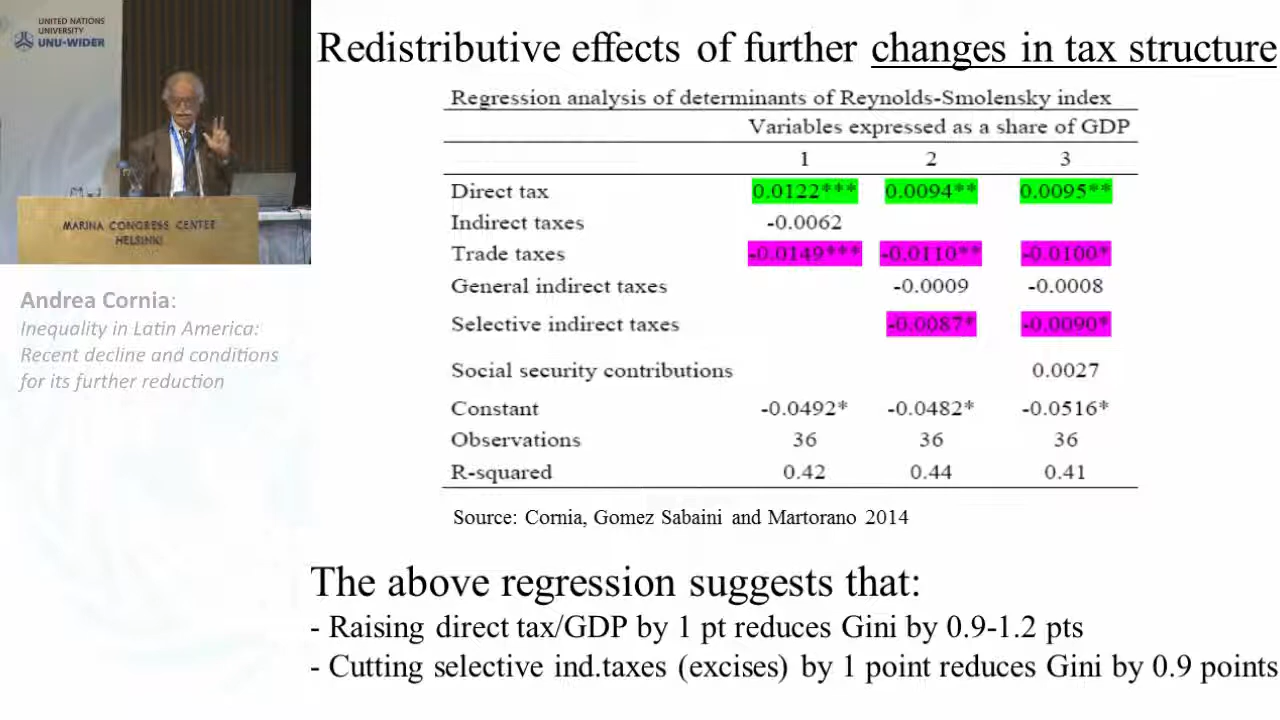 UNITED NATIONS
UNIVERSITY
UNU-WIDER
MARINA CONGRESS CENTER
HELSINKI
Andrea Cornia:
Inequality in Latin America:
Recent decline and conditions
for its further reduction
Redistributive effects of further changes in tax structure
Regression analysis of determinants of Reynolds-Smolensky index
Variables expressed as a share of GDP
1 2 3
Direct tax 0.0122*** 0.0094** 0.0095**
Indirect taxes -0.0062
Trade taxes -0.0149*** -0.0110** -0.0100*
General indirect taxes -0.0009 -0.0008
Selective indirect taxes -0.0087* -0.0090*
Social security contributions 0.0027
Constant -0.0492* -0.0482* -0.0516*
Observations 36 36 36
R-squared 0.42 0.44 0.41
Source: Cornia, Gomez Sabaini and Martorano 2014
The above regression suggests that:
- Raising direct tax/GDP by 1 pt reduces Gini by 0.9-1.2 pts
- Cutting selective ind.taxes (excises) by 1 point reduces Gini by 0.9 points